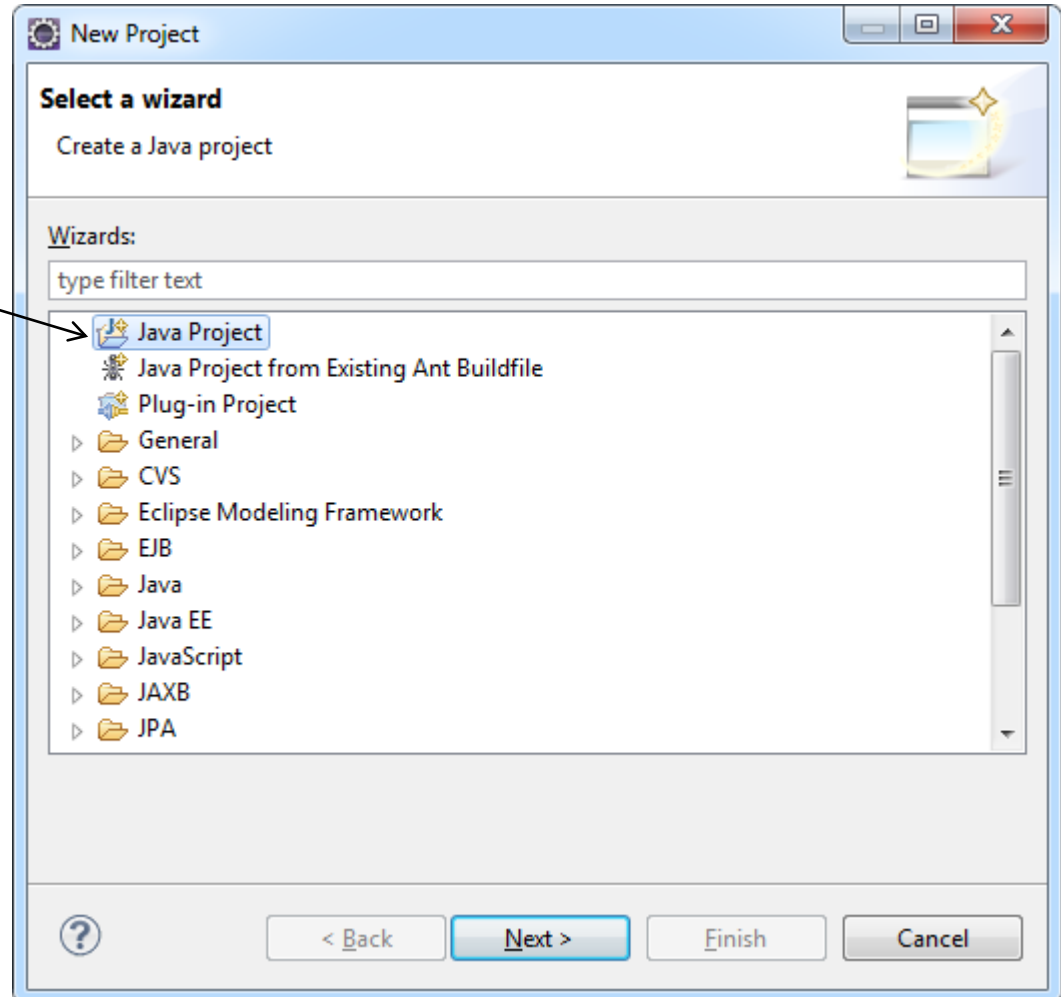 New Project
Select a wizard
Create a Java project
Wizards:
type filter text
Java Project
Java Project from Existing Ant Buildfile
Plug-in Project
General
CVS
Eclipse Modeling Framework
EJB
Java
Java EE
JavaScript
JAXB
JPA
? < Back Next > Finish Cancel